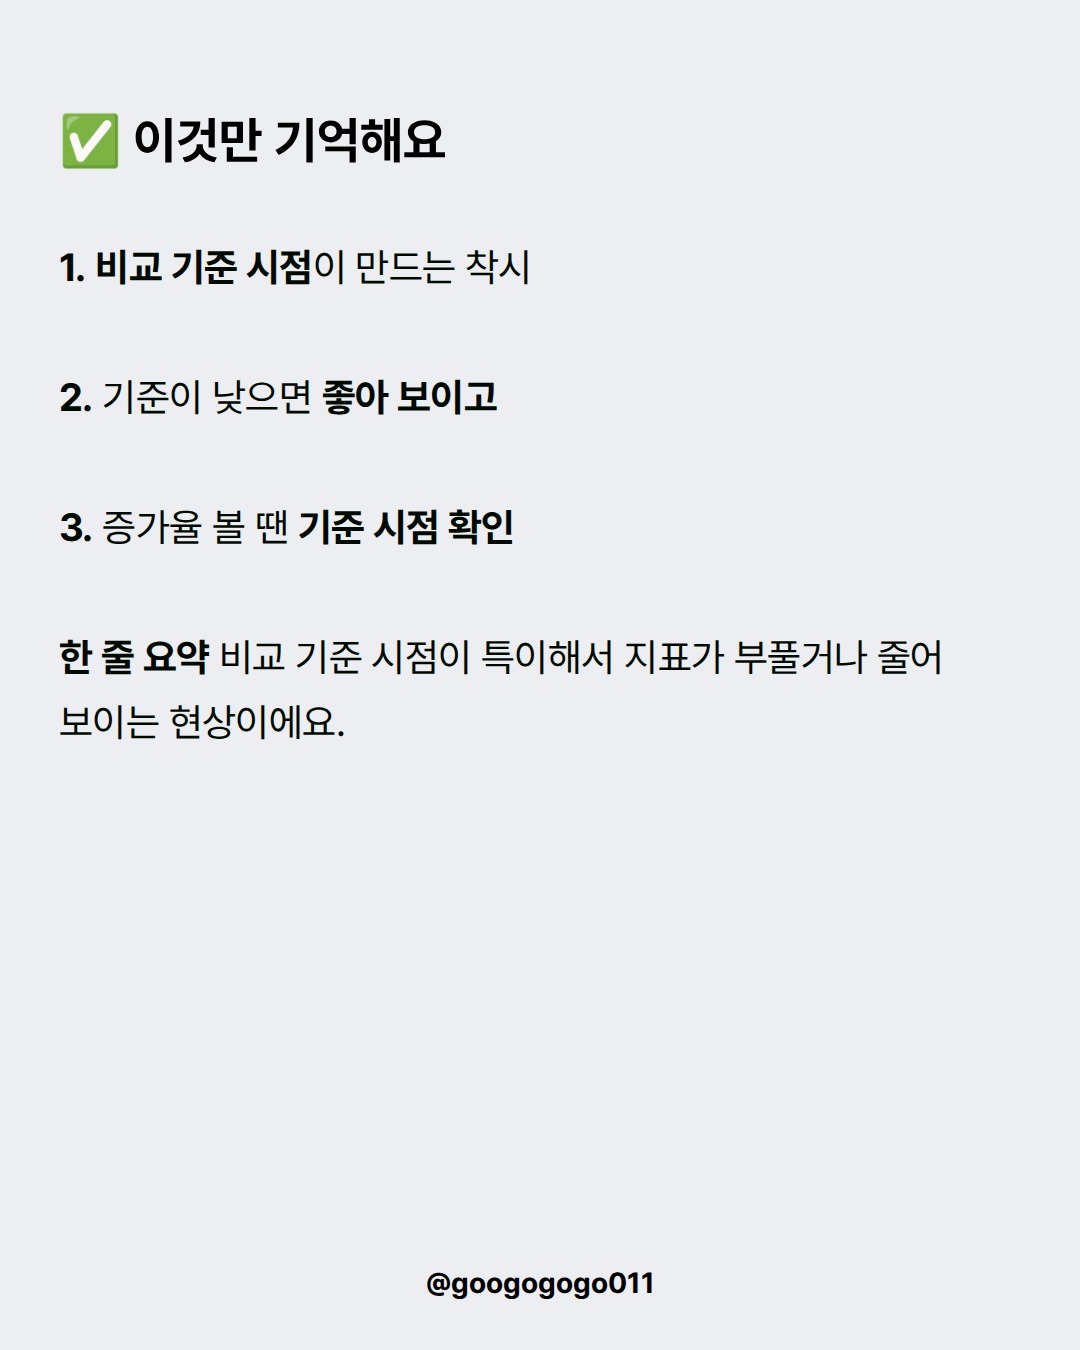 ✅ 이것만 기억해요
1. 비교 기준 시점이 만드는 착시
2. 기준이 낮으면 좋아 보이고
3. 증가율 볼 땐 기준 시점 확인
한 줄 요약 비교 기준 시점이 특이해서 지표가 부풀거나 줄어
보이는 현상이에요.
@googogogo011